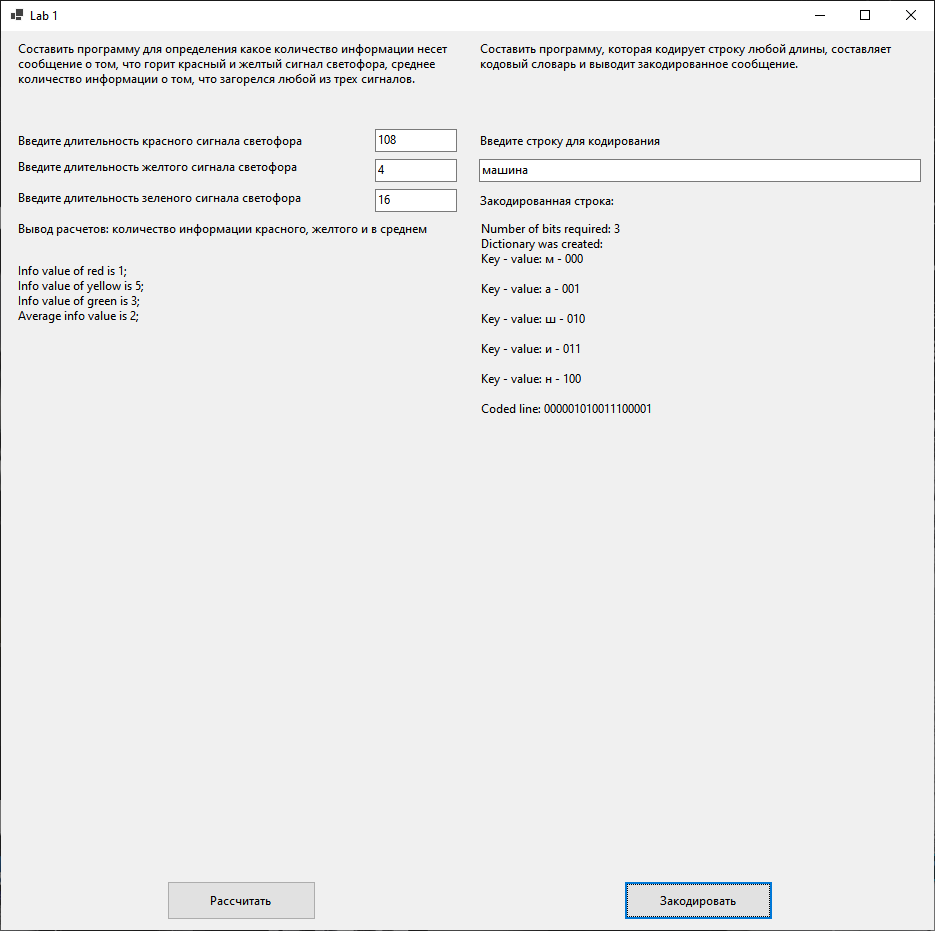 Lab 1
Составить программу для определения какое количество информации несет
сообщение о том, что горит красный и желтый сигнал светофора, среднее
количество информации о том, что загорелся любой из трех сигналов.
Введите длительность красного сигнала светофора
108
Введите длительность желтого сигнала светофора
4
Введите длительность зеленого сигнала светофора
16
Вывод расчетов: количество информации красного, желтого и в среднем
Info value of red is 1;
Info value of yellow is 5;
Info value of green is 3;
Average info value is 2;
Рассчитать
Составить программу, которая кодирует строку любой длины, составляет
кодовый словарь и выводит закодированное сообщение.
Введите строку для кодирования
машина
Закодированная строка:
Number of bits required: 3
Dictionary was created:
Key - value: м - 000
Key - value: а - 001
Key - value: ш - 010
Key - value: и - 011
Key - value: н - 100
Coded line: 000001010011100001
Закодировать